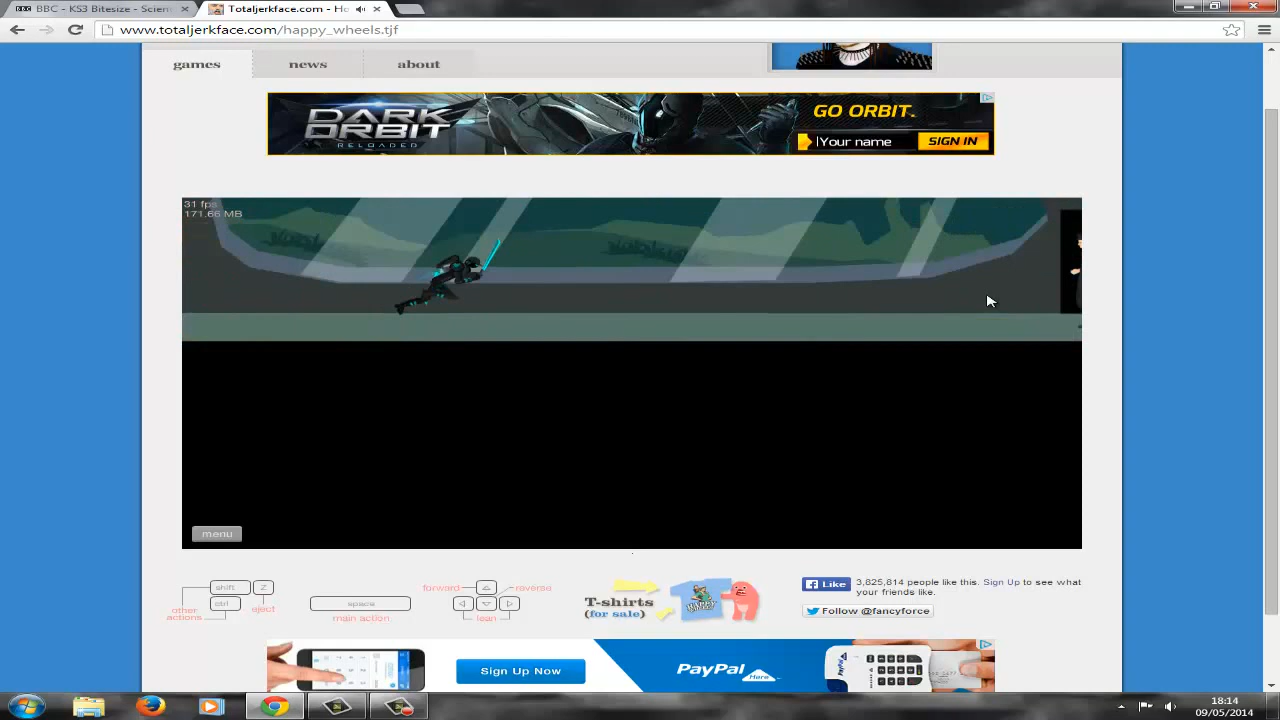 BBC - KS3 Bitesize - Scien
Totaljerkface.com - Ho
www.totaljerkface.com/happy_wheels.tjf
games
news
about
DARK
ORBIT
RELOADED
GO ORBIT.
Your name
SIGN IN
31 fps
171.66 MB
menu
shift
Z
ctrl
eject
other
actions
space
main action
forward
reverse
lean
T-shirts
(for sale)
Like
3,825,814 people like this. Sign Up to see what
your friends like.
Follow @fancyforce
Sign Up Now
PayPal
Here
18:14
09/05/2014